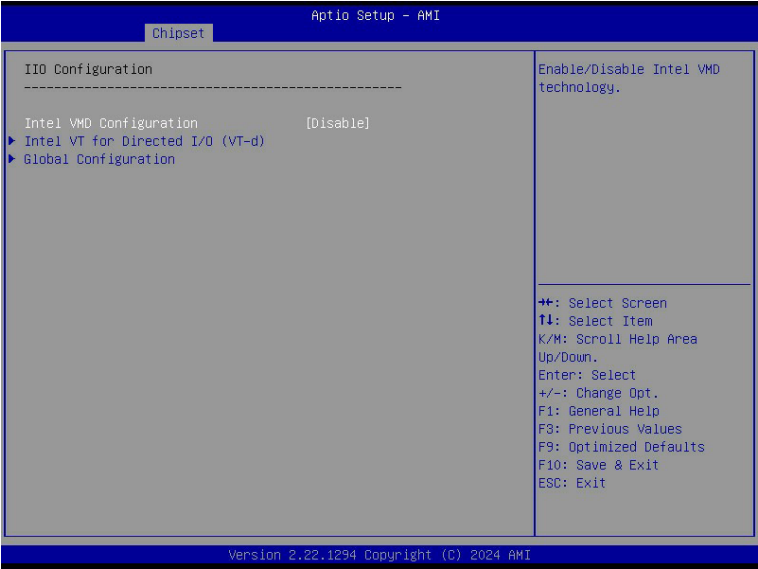 Aptio Setup - AMI
Chipset
IIO Configuration
--------------------------------------------------
Intel VMD Configuration [Disable]
Intel VT for Directed I/O (VT-d)
Global Configuration
Enable/Disable Intel VMD
technology.
→←: Select Screen
↑↓: Select Item
K/M: Scroll Help Area
Up/Down.
Enter: Select
+/-: Change Opt.
F1: General Help
F3: Previous Values
F9: Optimized Defaults
F10: Save & Exit
ESC: Exit
Version 2.22.1294 Copyright (C) 2024 AMI